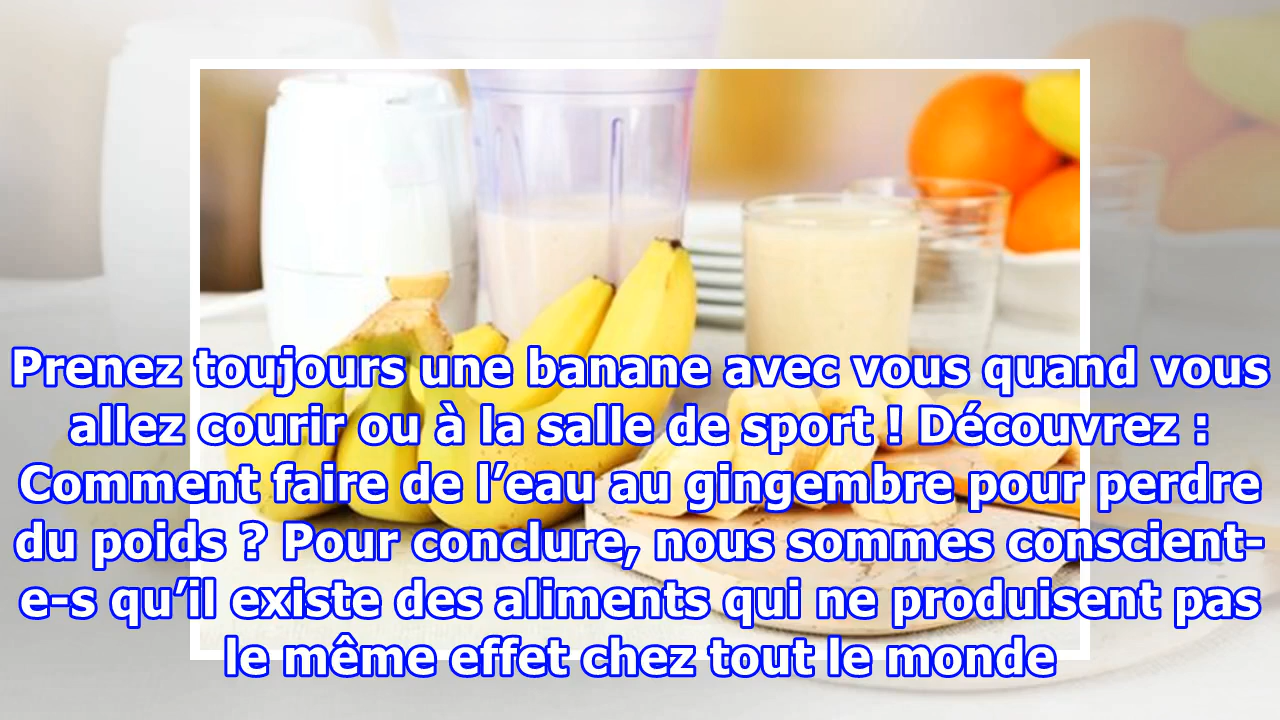 Prenez toujours une banane avec vous quand vous
allez courir ou à la salle de sport ! Découvrez :
Comment faire de l’eau au gingembre pour perdre
du poids ? Pour conclure, nous sommes conscient-
e-s qu’il existe des aliments qui ne produisent pas
le même effet chez tout le monde